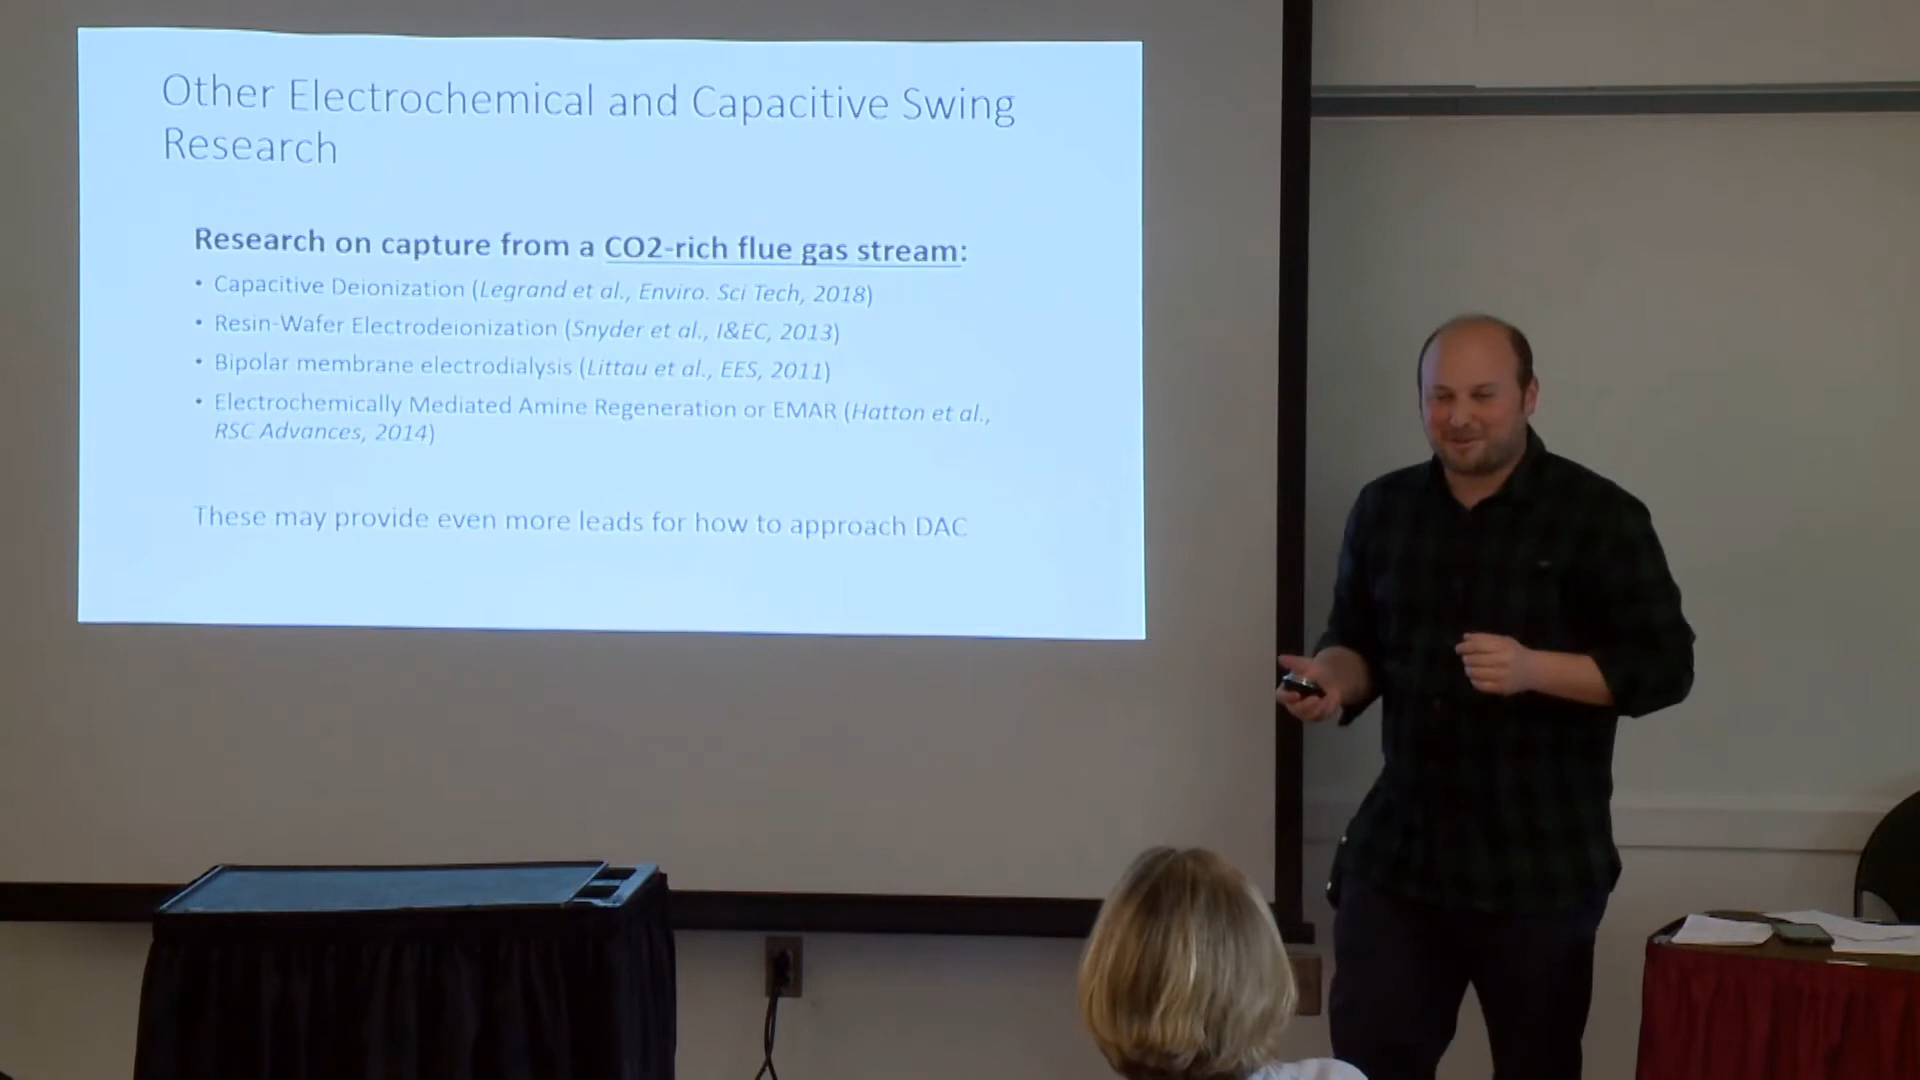 Other Electrochemical and Capacitive Swing
Research
Research on capture from a CO2-rich flue gas stream:
• Capacitive Deionization (Legrand et al., Enviro. Sci Tech, 2018)
• Resin-Wafer Electrodeionization (Snyder et al., I&EC, 2013)
• Bipolar membrane electrodialysis (Littau et al., EES, 2011)
• Electrochemically Mediated Amine Regeneration or EMAR (Hatton et al.,
RSC Advances, 2014)
These may provide even more leads for how to approach DAC